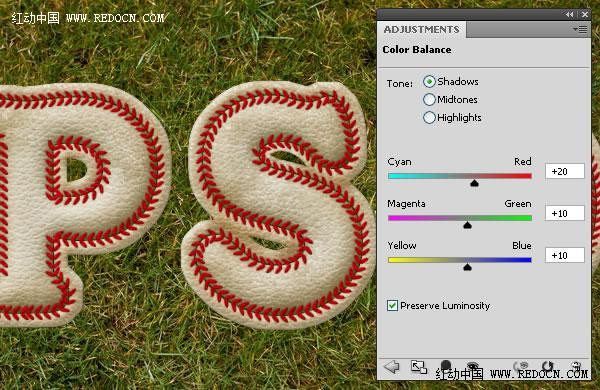 红动中国 WWW.REDOCN.COM
PS
ADJUSTMENTS
Color Balance
Tone:
Shadows
Midtones
Highlights
Cyan Red +20
Magenta Green +10
Yellow Blue +10
Preserve Luminosity
红动中国 WWW.REDOCN.COM